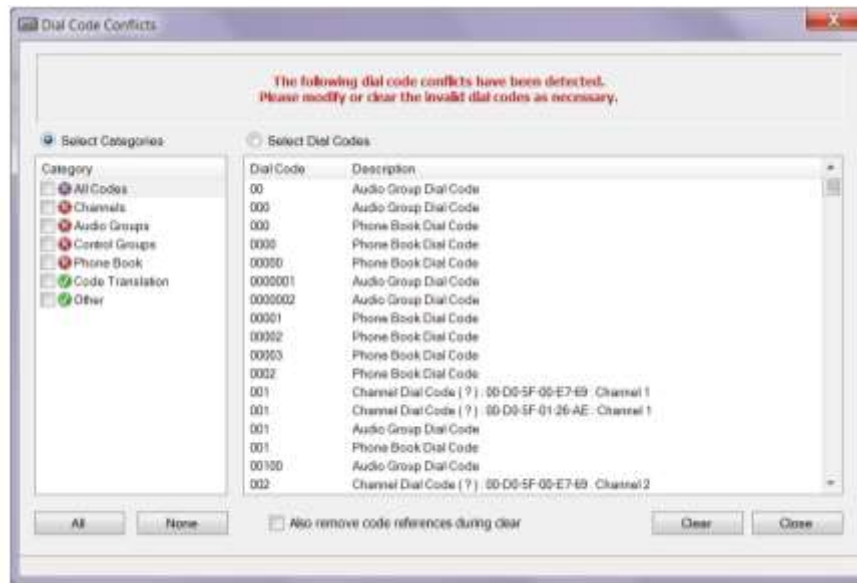 Dial Code Conflicts
The following dial code conflicts have been detected.
Please modify or clear the invalid dial codes as necessary.
Select Categories
Select Dial Codes
Category
All Codes
Channels
Audio Groups
Control Groups
Phone Book
Code Translation
Other
Dial Code Description
00 Audio Group Dial Code
000 Audio Group Dial Code
000 Phone Book Dial Code
0000 Phone Book Dial Code
00000 Phone Book Dial Code
0000001 Audio Group Dial Code
0000002 Audio Group Dial Code
00001 Phone Book Dial Code
00002 Phone Book Dial Code
00003 Phone Book Dial Code
0002 Phone Book Dial Code
001 Channel Dial Code ( ? ) : 00-D0-5F-00-E7-69 : Channel 1
001 Channel Dial Code ( ? ) : 00-D0-5F-01-26-AE : Channel 1
001 Audio Group Dial Code
001 Phone Book Dial Code
00100 Audio Group Dial Code
002 Channel Dial Code ( ? ) : 00-D0-5F-00-E7-69 : Channel 2
All
None
Also remove code references during clear
Clear
Close